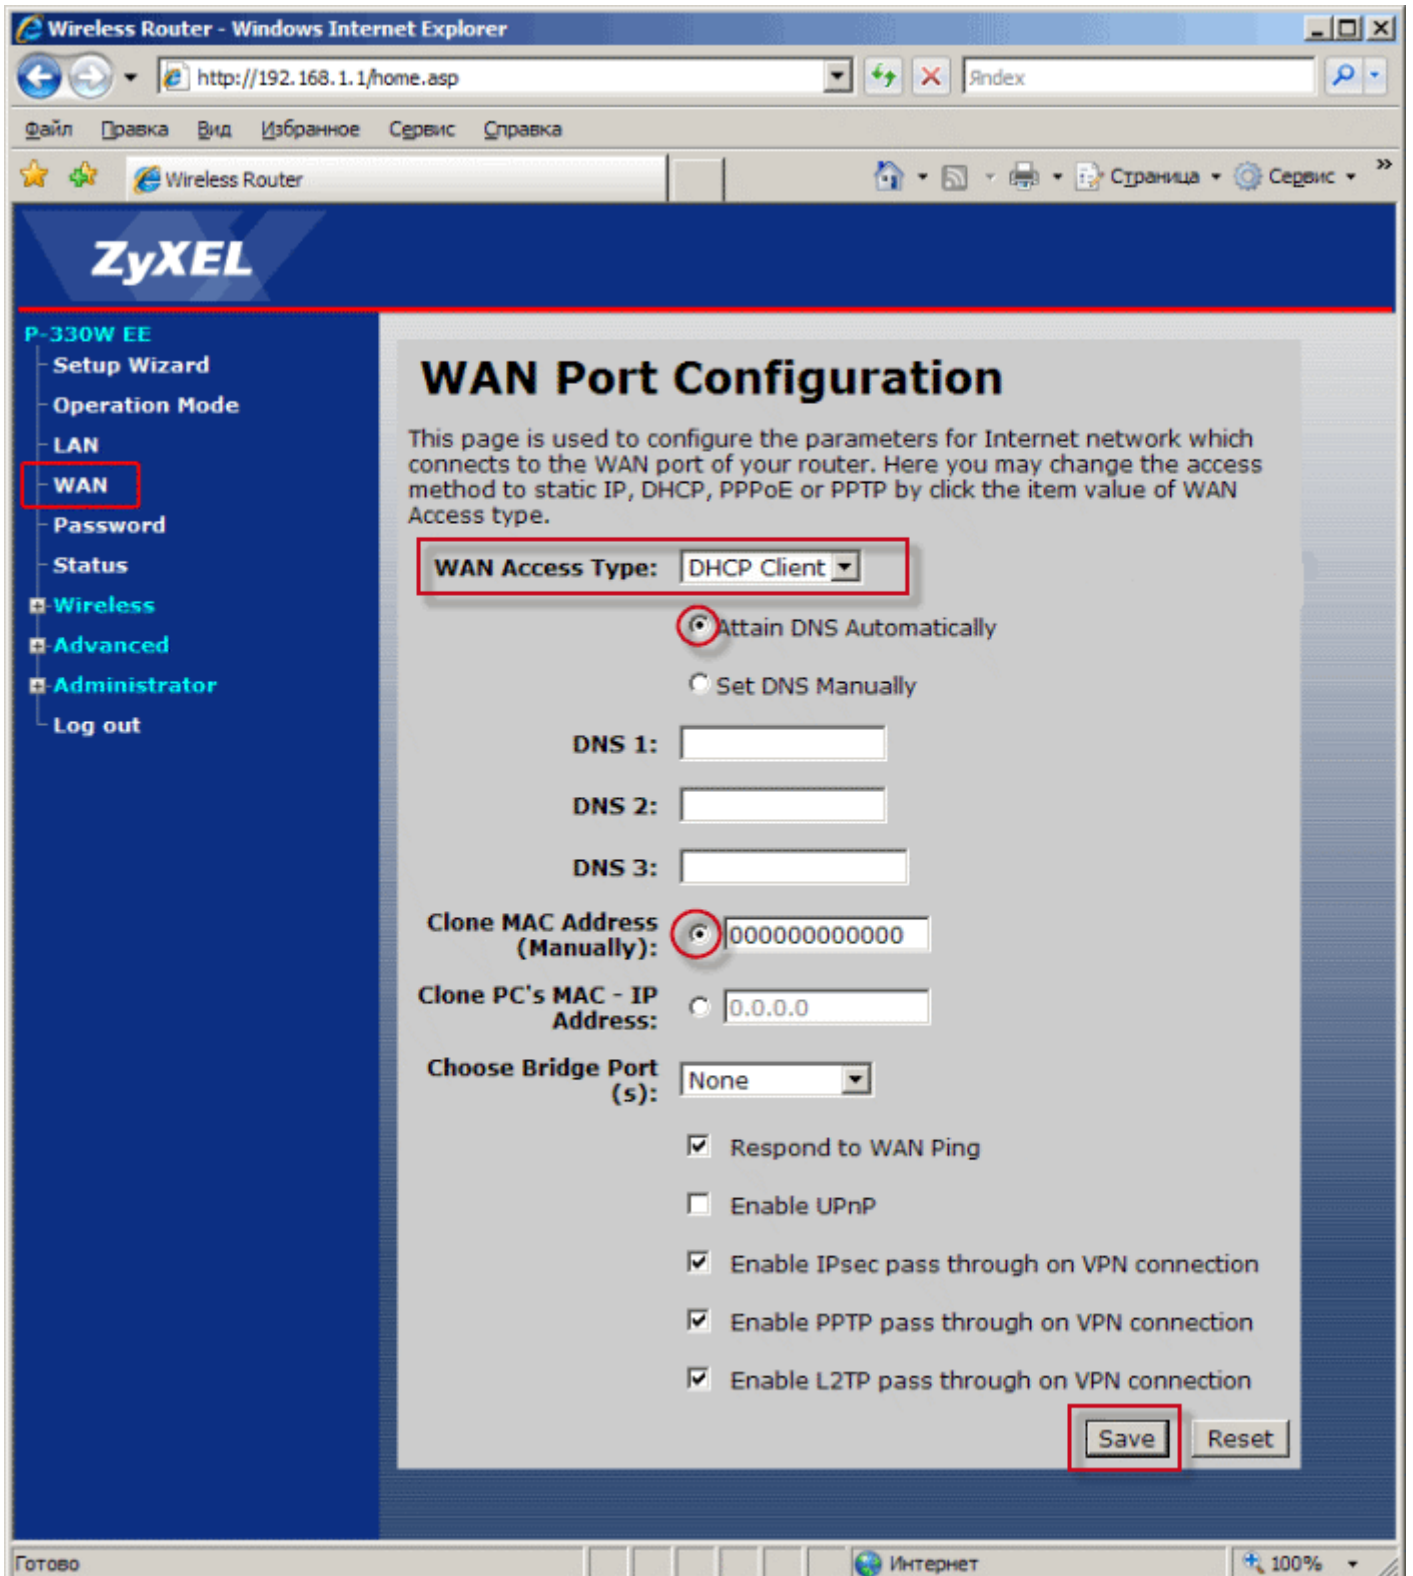 Wireless Router - Windows Internet Explorer
http://192.168.1.1/home.asp
Яndex
Файл Правка Вид Избранное Сервис Справка
Wireless Router
Страница
Сервис
ZyXEL
P-330W EE
Setup Wizard
Operation Mode
LAN
WAN
Password
Status
Wireless
Advanced
Administrator
Log out
WAN Port Configuration
This page is used to configure the parameters for Internet network which
connects to the WAN port of your router. Here you may change the access
method to static IP, DHCP, PPPoE or PPTP by click the item value of WAN
Access type.
WAN Access Type: DHCP Client
Attain DNS Automatically
Set DNS Manually
DNS 1:
DNS 2:
DNS 3:
Clone MAC Address
(Manually): 000000000000
Clone PC's MAC - IP
Address: 0.0.0.0
Choose Bridge Port
(s): None
Respond to WAN Ping
Enable UPnP
Enable IPsec pass through on VPN connection
Enable PPTP pass through on VPN connection
Enable L2TP pass through on VPN connection
Save Reset
Готово
Интернет
100%